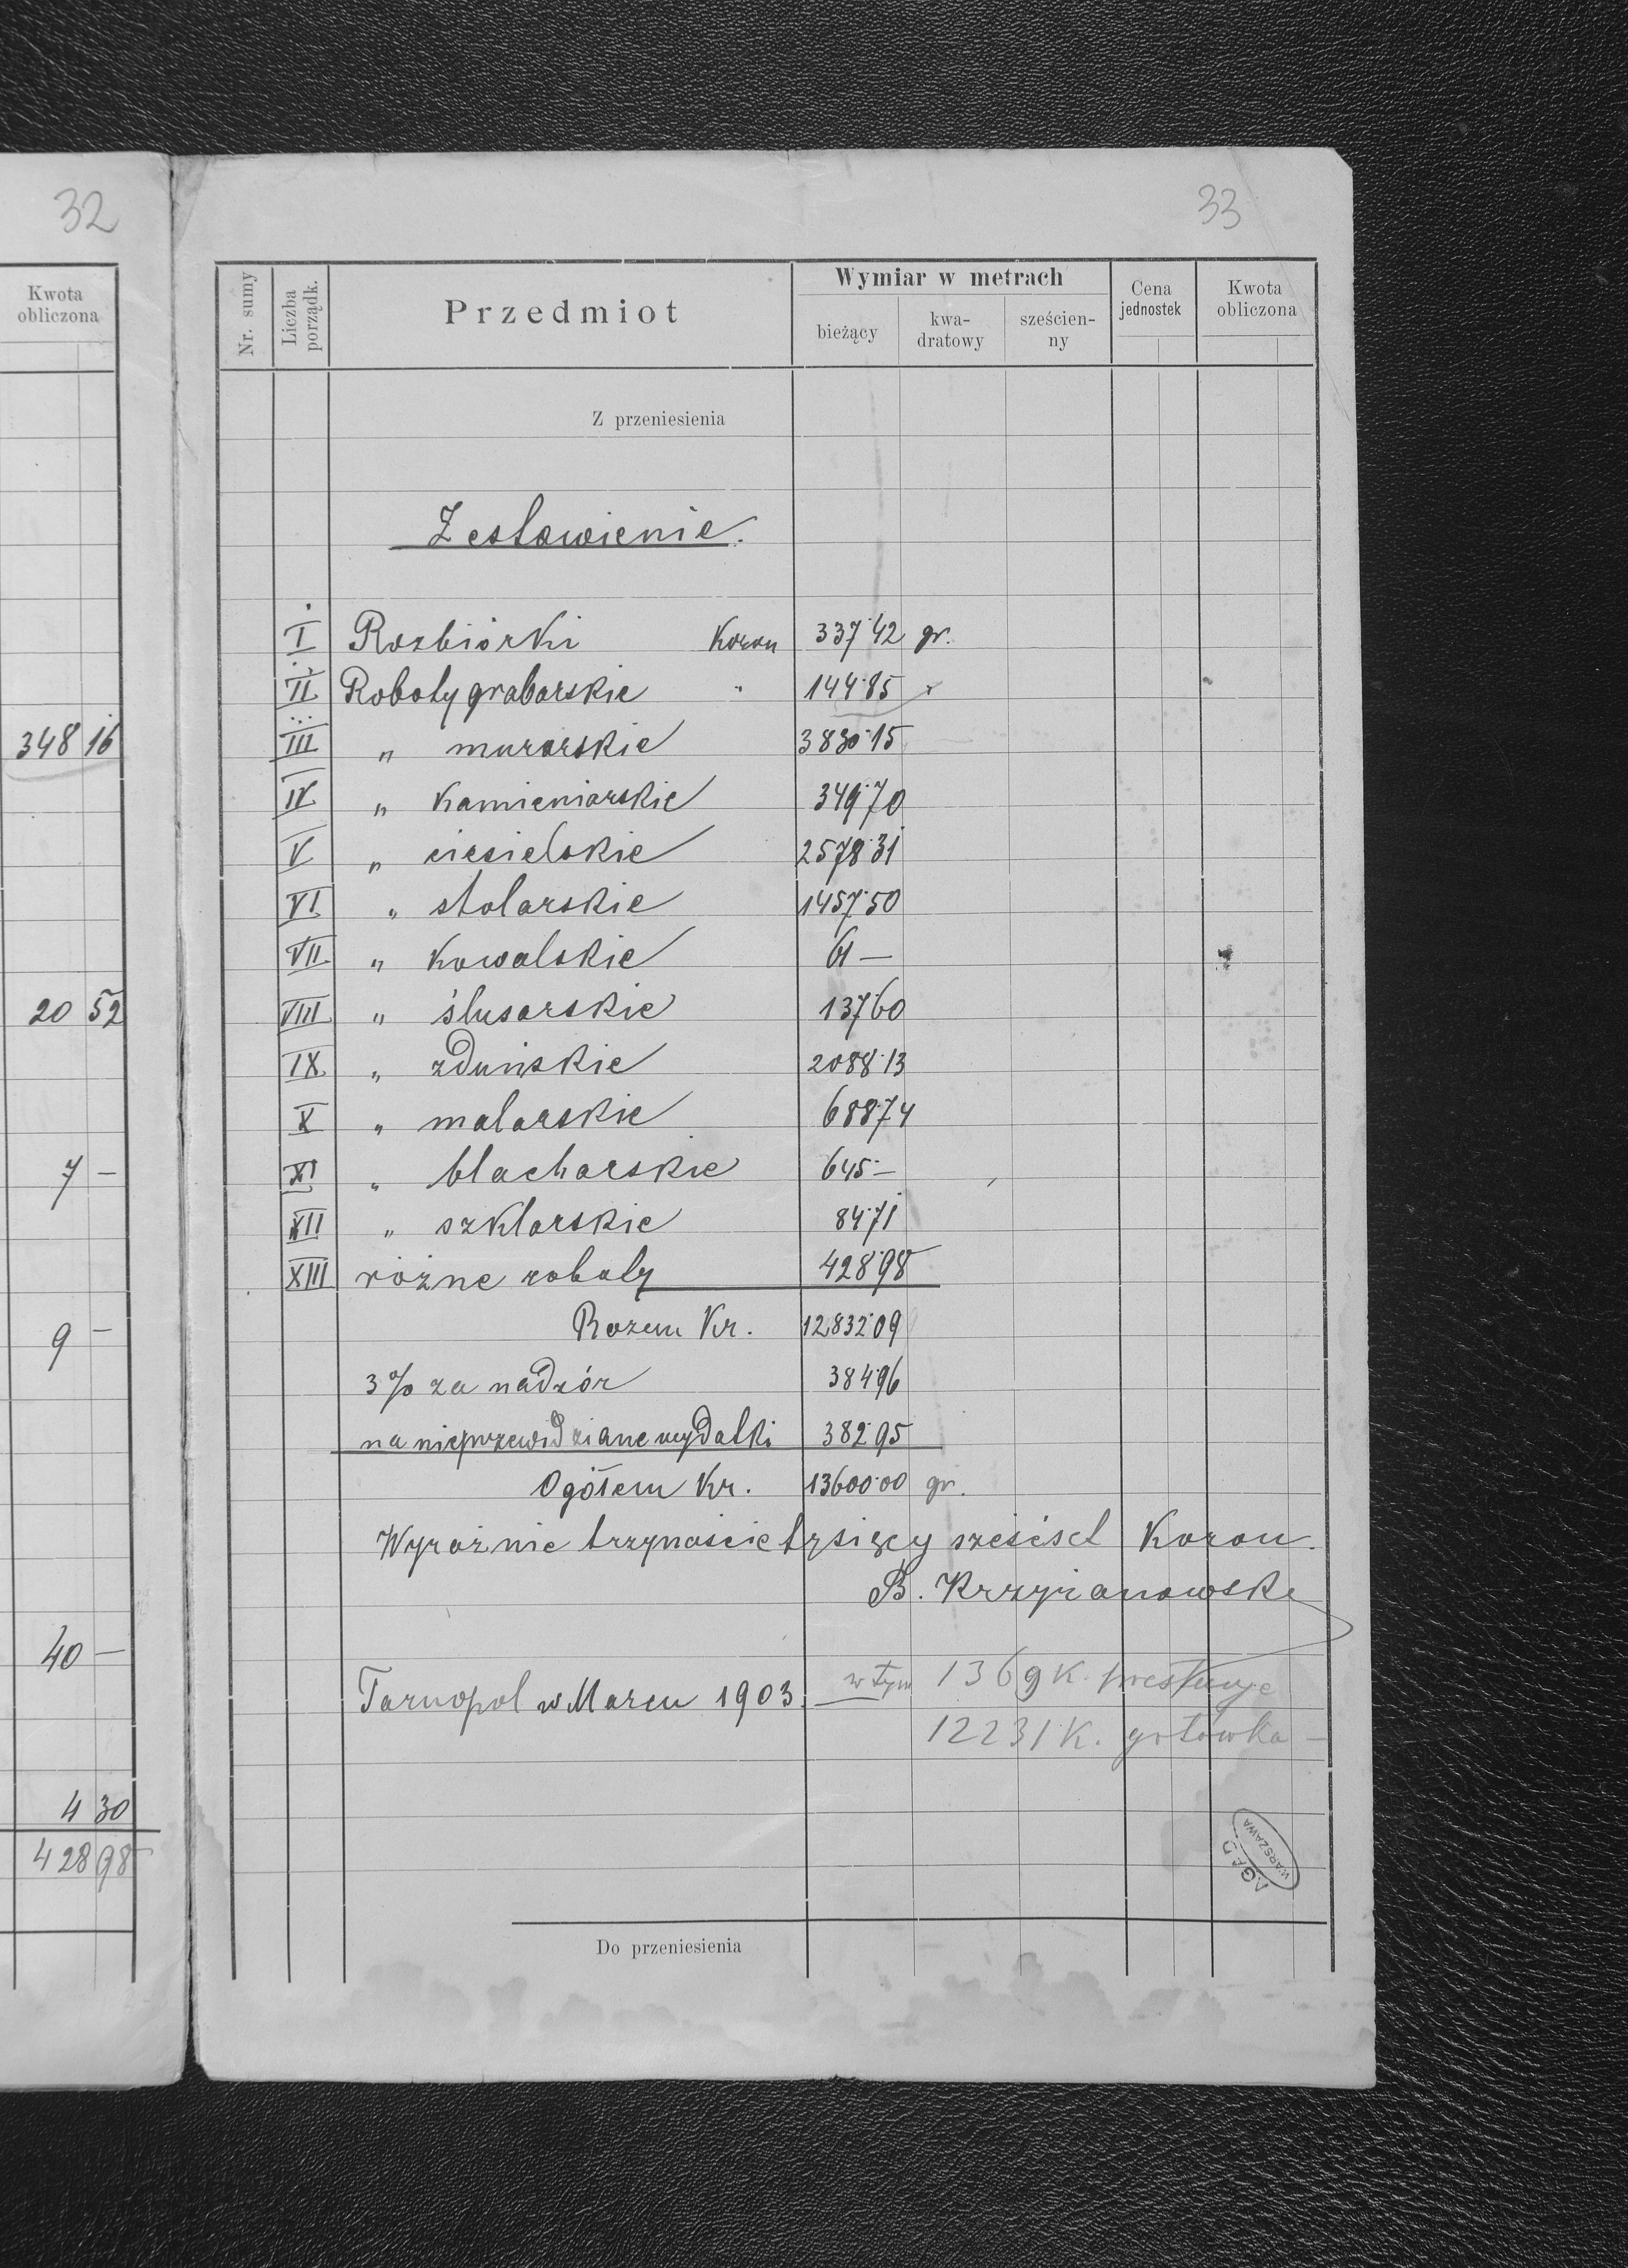 32
Kwota
obliczona
348 16
20 52
7 —
9 —
40 —
4 30
428 98
33
Nr. sumy
Liczba
porządk.
Przedmiot
Wymiar w metrach
bieżący
kwa-
dratowy
sześcien-
ny
Cena
jednostek
Kwota
obliczona
Z przeniesienia
Zestawienie.
I Rozbiórki Koron 337·42 gr.
II Roboty grabarskie " 144·85 "
III " murarskie 3830·15
IV " Kamieniarskie 349·70
V " ciesielskie 2578·31
VI " stolarskie 1457·50
VII " Kowalskie 61 —
VIII " ślusarskie 137·60
IX " zduńskie 2088·13
X " malarskie 688·74
XI " blacharskie 645·—
XII " szklarskie 84·71
XIII różne roboty 428·98
Razem Kr. 12832·09
3% za nadzór 384·96
na nieprzewidziane wydatki 382·95
Ogółem Kr. 13600·00 gr.
Wyraźnie trzynaście tysięcy sześćset Koron.
B. Krzyżanowski
Tarnopol w Marcu 1903.
w tym 1369 K. prestacye
12231 K. gotówka —
A.G.A.D.
WARSZAWA
Do przeniesienia